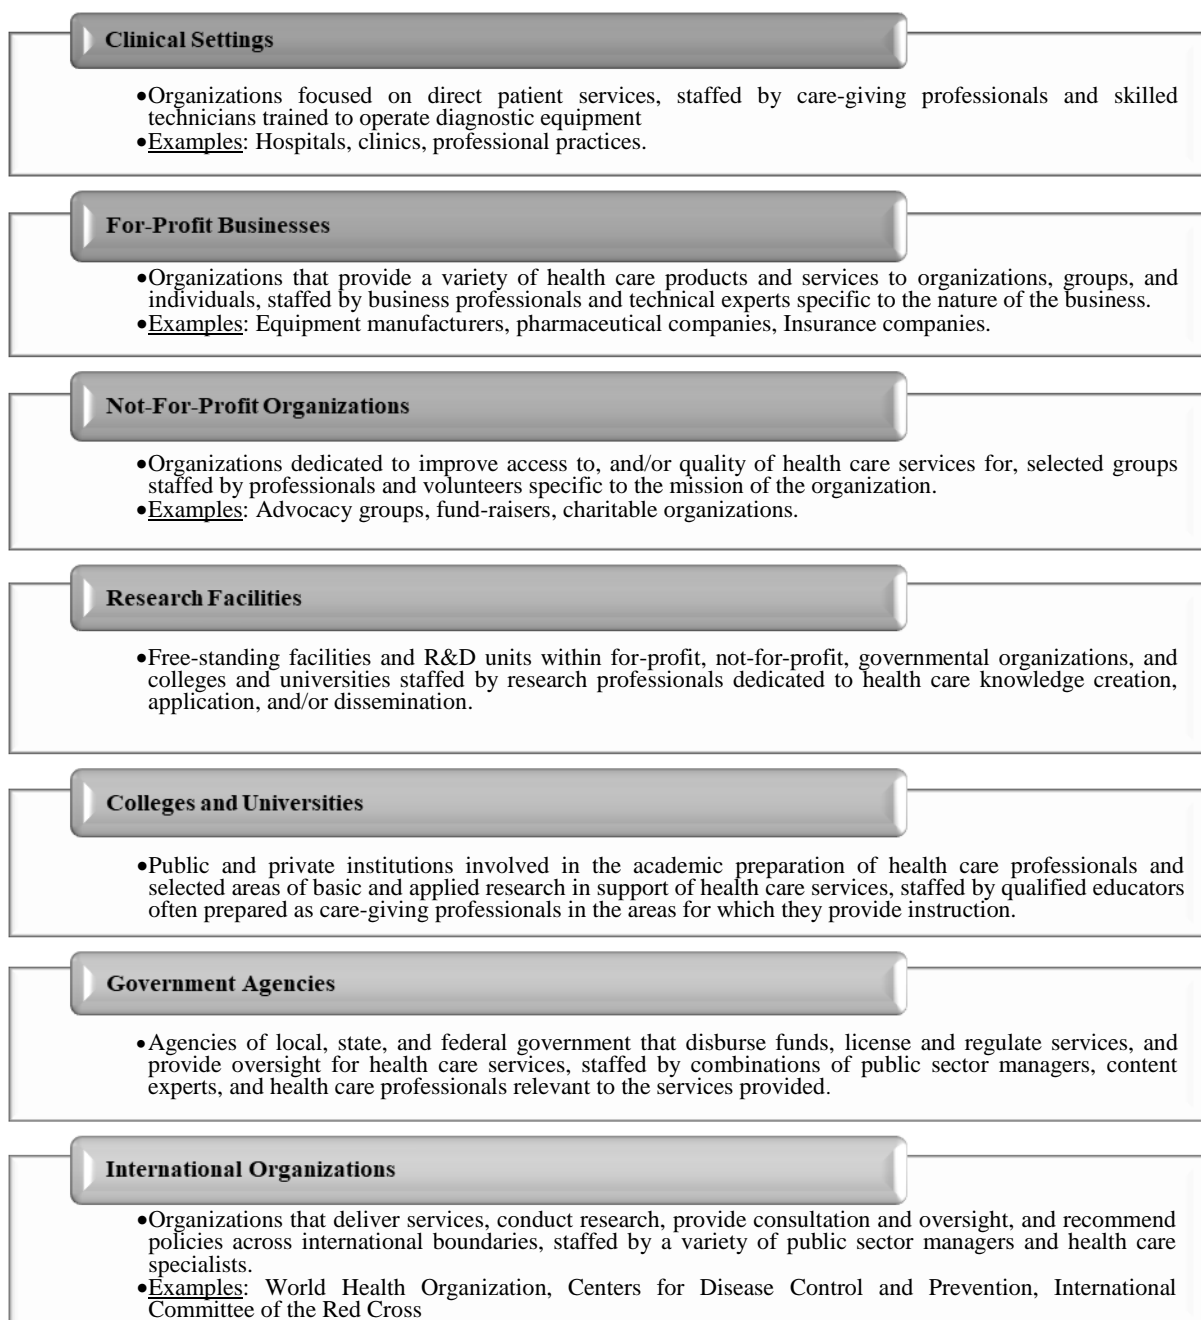 Clinical Settings
•Organizations focused on direct patient services, staffed by care-giving professionals and skilled
technicians trained to operate diagnostic equipment
•Examples: Hospitals, clinics, professional practices.
For-Profit Businesses
•Organizations that provide a variety of health care products and services to organizations, groups, and
individuals, staffed by business professionals and technical experts specific to the nature of the business.
•Examples: Equipment manufacturers, pharmaceutical companies, Insurance companies.
Not-For-Profit Organizations
•Organizations dedicated to improve access to, and/or quality of health care services for, selected groups
staffed by professionals and volunteers specific to the mission of the organization.
•Examples: Advocacy groups, fund-raisers, charitable organizations.
Research Facilities
•Free-standing facilities and R&D units within for-profit, not-for-profit, governmental organizations, and
colleges and universities staffed by research professionals dedicated to health care knowledge creation,
application, and/or dissemination.
Colleges and Universities
•Public and private institutions involved in the academic preparation of health care professionals and
selected areas of basic and applied research in support of health care services, staffed by qualified educators
often prepared as care-giving professionals in the areas for which they provide instruction.
Government Agencies
•Agencies of local, state, and federal government that disburse funds, license and regulate services, and
provide oversight for health care services, staffed by combinations of public sector managers, content
experts, and health care professionals relevant to the services provided.
International Organizations
•Organizations that deliver services, conduct research, provide consultation and oversight, and recommend
policies across international boundaries, staffed by a variety of public sector managers and health care
specialists.
•Examples: World Health Organization, Centers for Disease Control and Prevention, International
Committee of the Red Cross